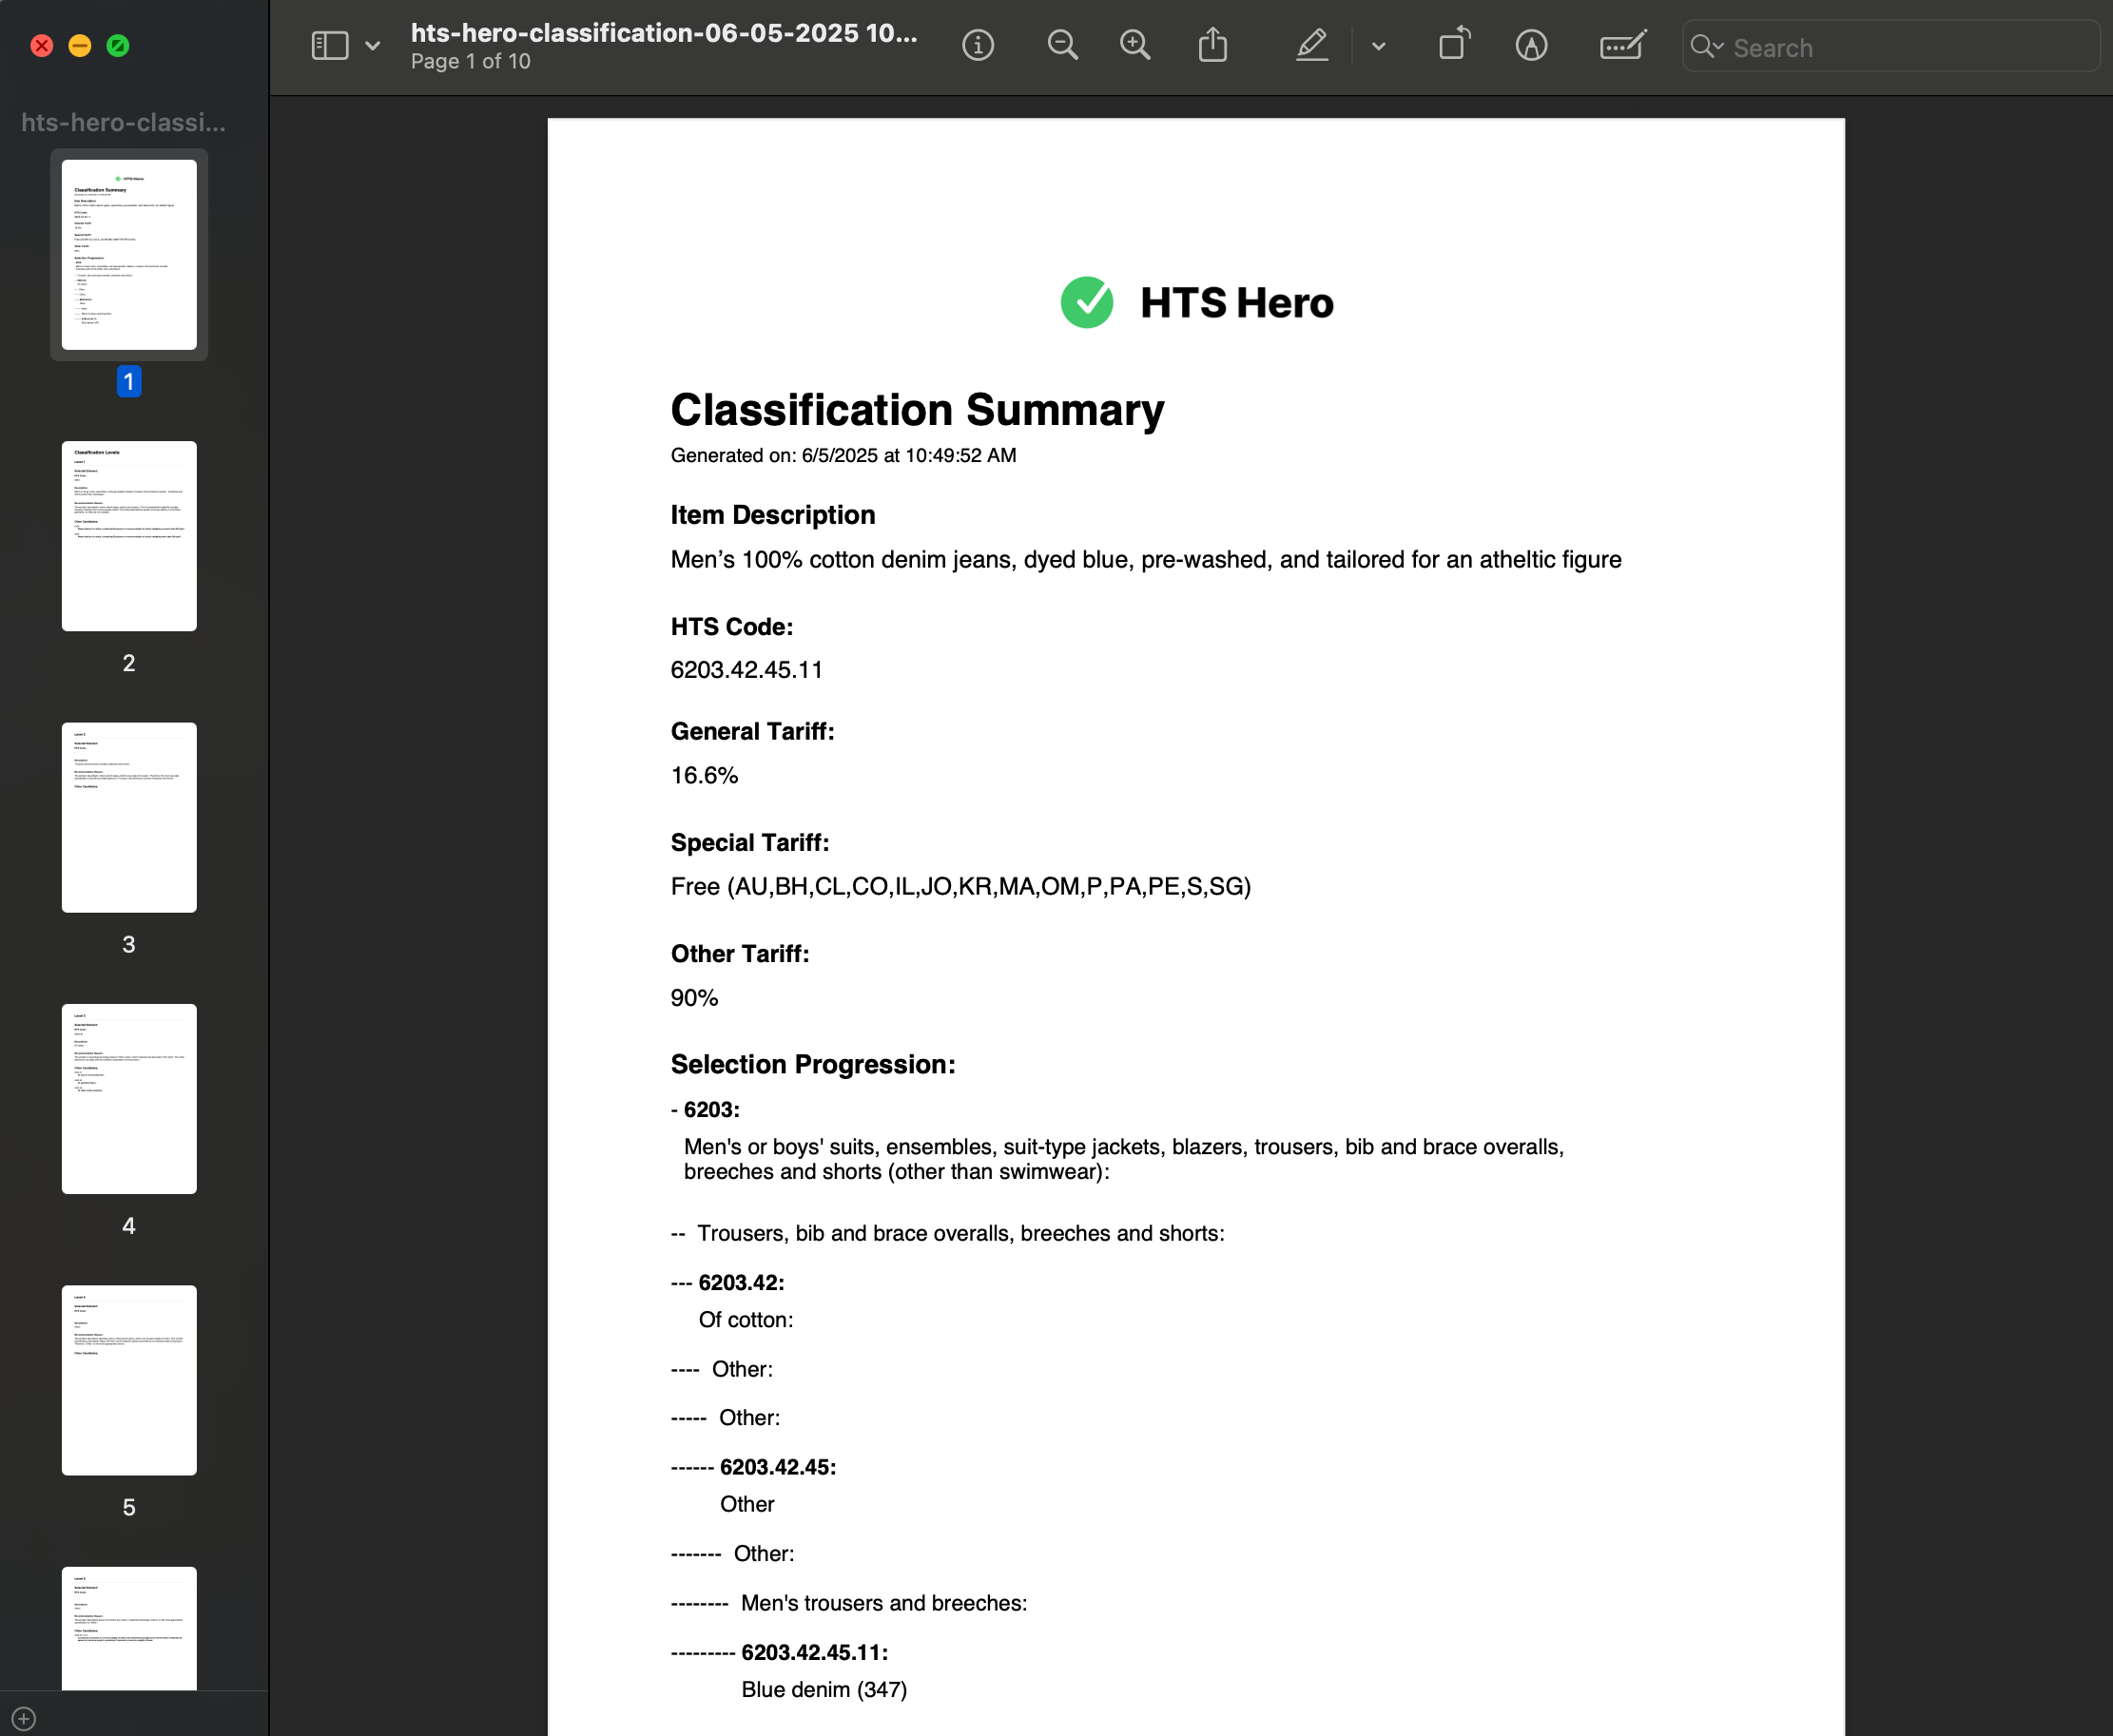 hts-hero-classification-06-05-2025 10...
Page 1 of 10
Search
hts-hero-classi...
1
2
3
4
5
HTS Hero
Classification Summary
Generated on: 6/5/2025 at 10:49:52 AM
Item Description
Men’s 100% cotton denim jeans, dyed blue, pre-washed, and tailored for an atheltic figure
HTS Code:
6203.42.45.11
General Tariff:
16.6%
Special Tariff:
Free (AU,BH,CL,CO,IL,JO,KR,MA,OM,P,PA,PE,S,SG)
Other Tariff:
90%
Selection Progression:
- 6203:
Men's or boys' suits, ensembles, suit-type jackets, blazers, trousers, bib and brace overalls,
breeches and shorts (other than swimwear):
-- Trousers, bib and brace overalls, breeches and shorts:
--- 6203.42:
Of cotton:
---- Other:
----- Other:
------ 6203.42.45:
Other
------- Other:
-------- Men's trousers and breeches:
--------- 6203.42.45.11:
Blue denim (347)